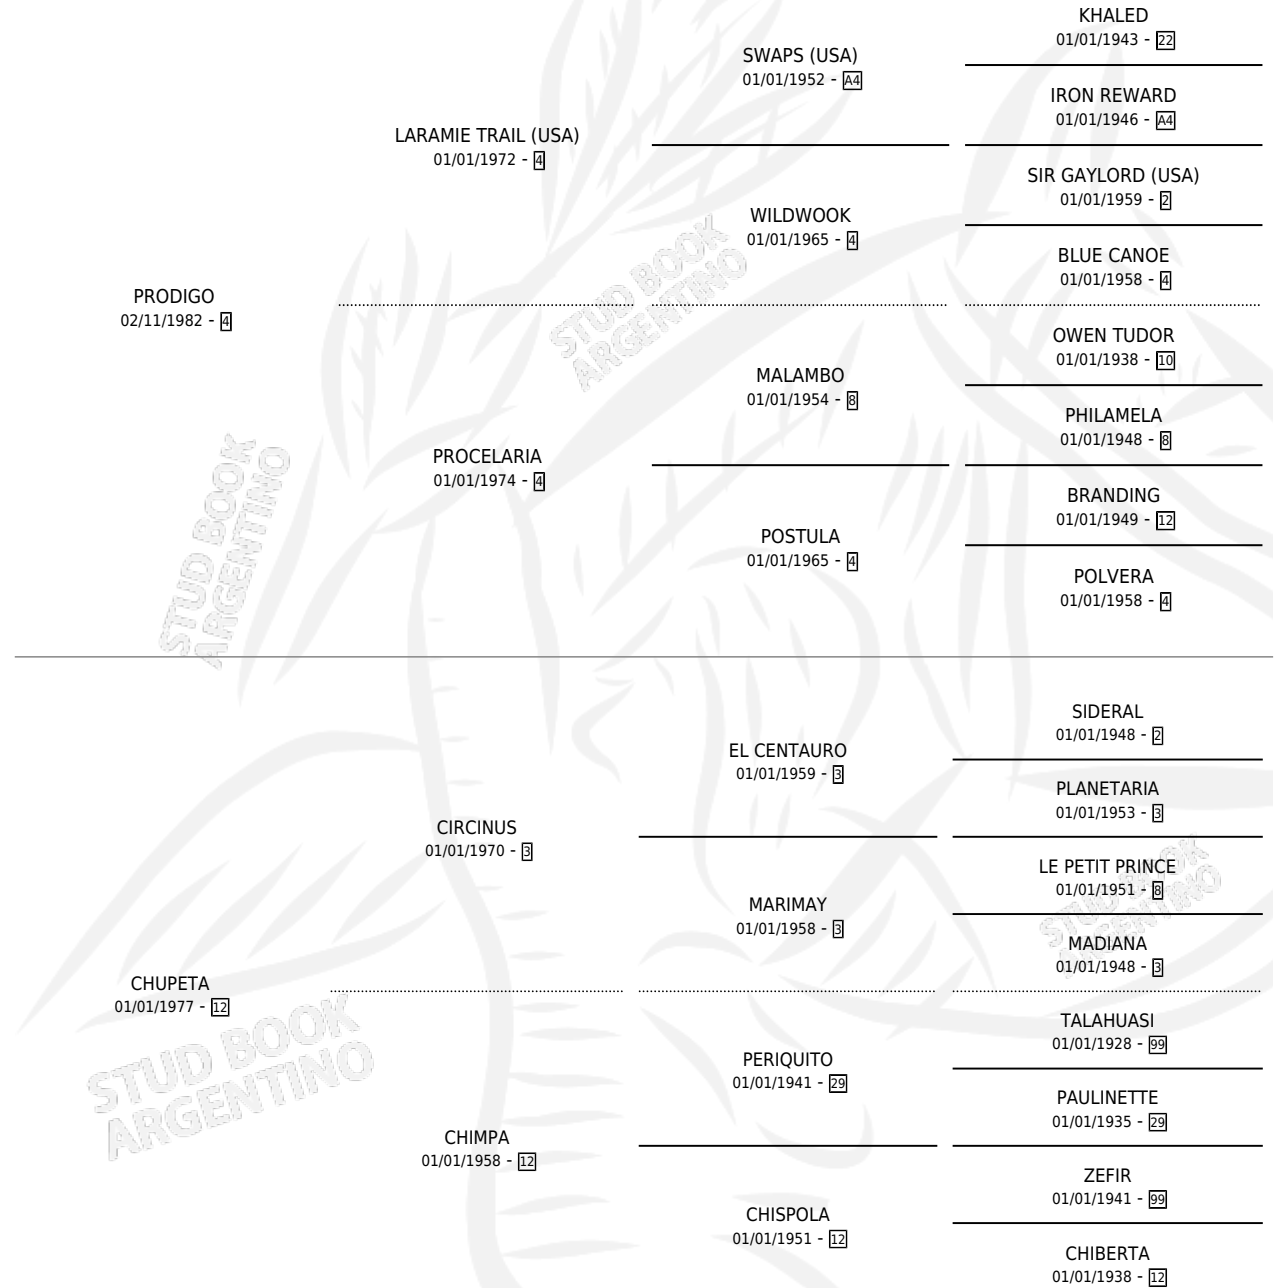 KHALED
01/01/1943 - 22
SWAPS (USA)
01/01/1952 - A4
IRON REWARD
01/01/1946 - A4
LARAMIE TRAIL (USA)
01/01/1972 - 4
SIR GAYLORD (USA)
01/01/1959 - 2
WILDWOOK
01/01/1965 - 4
BLUE CANOE
01/01/1958 - 4
PRODIGO
02/11/1982 - 4
STUD BOOK
ARGENTINO
OWEN TUDOR
01/01/1938 - 10
MALAMBO
01/01/1954 - 8
PHILAMELA
01/01/1948 - 8
PROCELARIA
01/01/1974 - 4
BRANDING
01/01/1949 - 12
POSTULA
01/01/1965 - 4
POLVERA
01/01/1958 - 4
STUD BOOK
ARGENTINO
SIDERAL
01/01/1948 - 2
EL CENTAURO
01/01/1959 - 3
PLANETARIA
01/01/1953 - 3
CIRCINUS
01/01/1970 - 3
LE PETIT PRINCE
01/01/1951 - 8
MARIMAY
01/01/1958 - 3
MADIANA
01/01/1948 - 3
STUD BOOK
ARGENTINO
CHUPETA
01/01/1977 - 12
TALAHUASI
01/01/1928 - 99
PERIQUITO
01/01/1941 - 29
PAULINETTE
01/01/1935 - 29
STUD BOOK
ARGENTINO
CHIMPA
01/01/1958 - 12
ZEFIR
01/01/1941 - 99
CHISPOLA
01/01/1951 - 12
CHIBERTA
01/01/1938 - 12